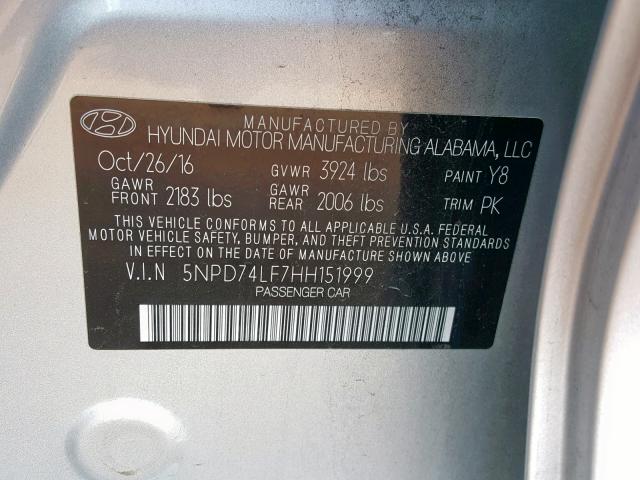 MANUFACTURED BY
HYUNDAI MOTOR MANUFACTURING ALABAMA, LLC
Oct/26/16 GVWR 3924 lbs PAINT Y8
GAWR FRONT 2183 lbs GAWR REAR 2006 lbs TRIM PK
THIS VEHICLE CONFORMS TO ALL APPLICABLE U.S.A. FEDERAL
MOTOR VEHICLE SAFETY, BUMPER, AND THEFT PREVENTION STANDARDS
IN EFFECT ON THE DATE OF MANUFACTURE SHOWN ABOVE.
V.I.N 5NPD74LF7HH151999
PASSENGER CAR